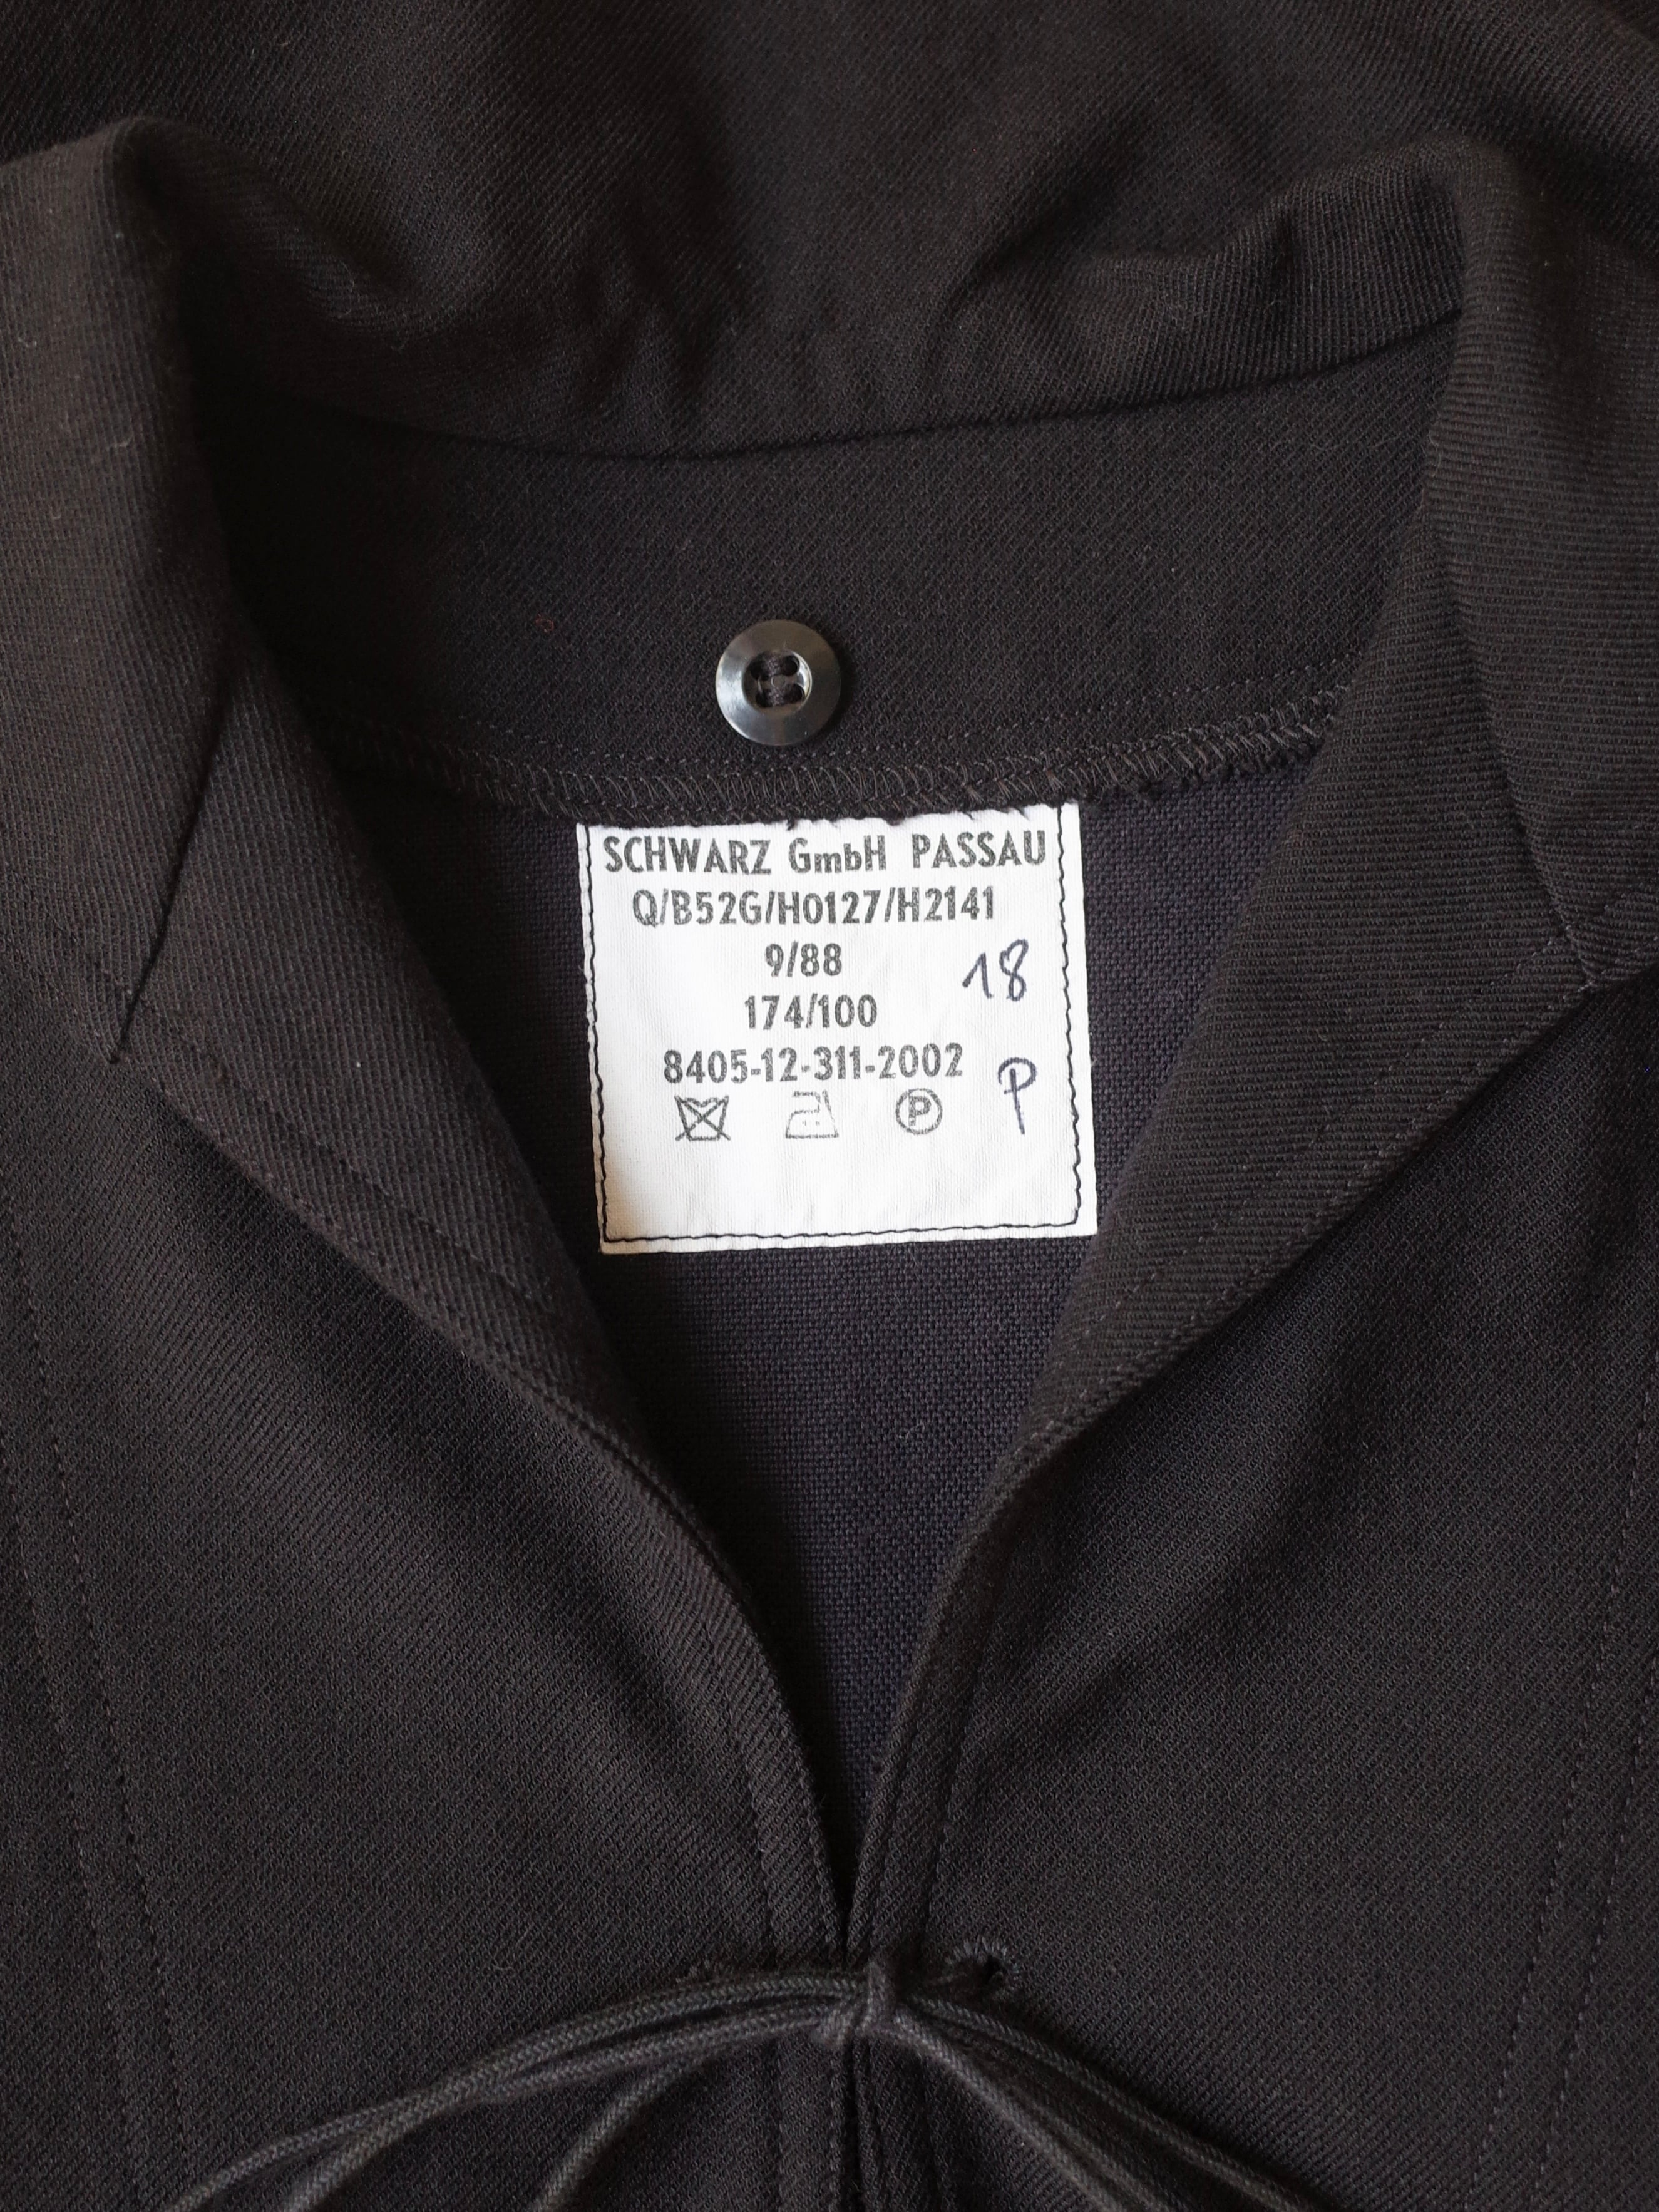 SCHWARZ GmbH PASSAU
Q/B52G/H0127/H2141
9/88
18
174/100
8405-12-311-2002
P
P